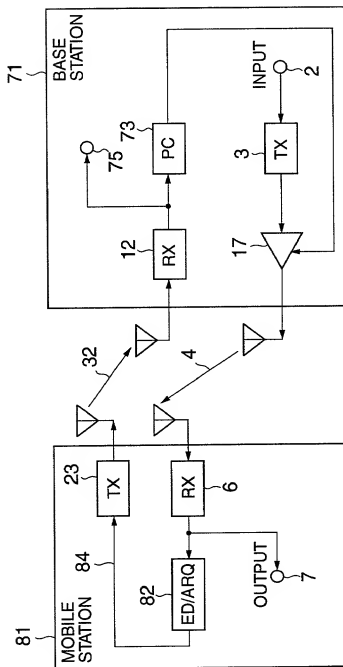 81
MOBILE
STATION
23
TX
84
82
ED/ARQ
RX
6
OUTPUT
7
32
4
71
BASE
STATION
75
12
RX
73
PC
17
3
TX
INPUT
2